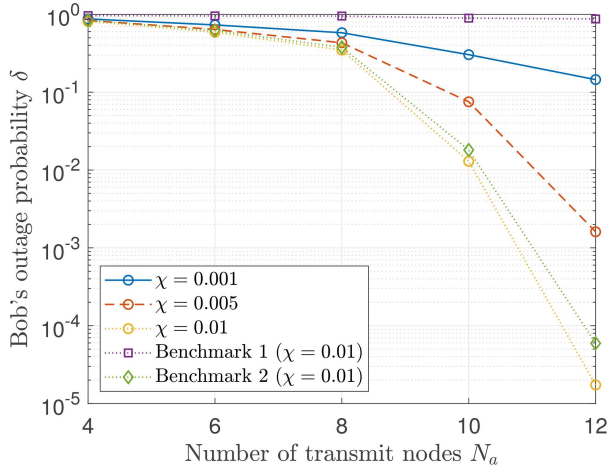 Bob's outage probability δ
10^0
10^-1
10^-2
10^-3
10^-4
10^-5
χ = 0.001
χ = 0.005
χ = 0.01
Benchmark 1 (χ = 0.01)
Benchmark 2 (χ = 0.01)
4 6 8 10 12
Number of transmit nodes N_a